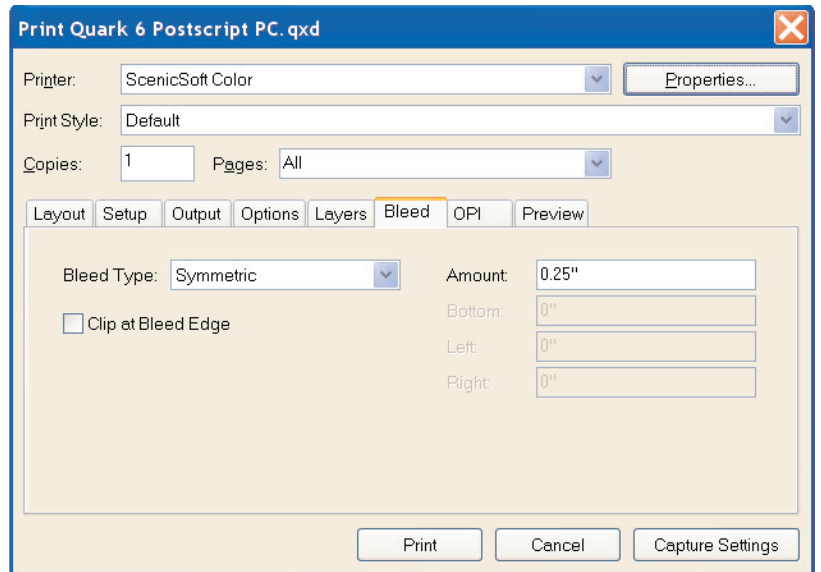 Print Quark 6 Postscript PC.qxd
Printer: ScenicSoft Color Properties...
Print Style: Default
Copies: 1 Pages: All
Layout Setup Output Options Layers Bleed OPI Preview
Bleed Type: Symmetric Amount: 0.25"
Clip at Bleed Edge Bottom: 0"
Left: 0"
Right: 0"
Print Cancel Capture Settings